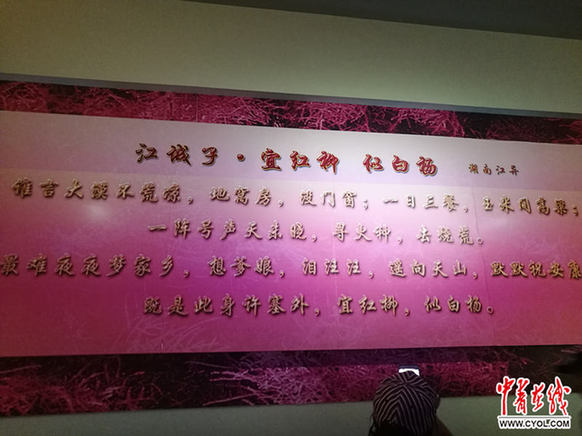 江城子·宜红柳 似白杨 湖南
谁言大漠不荒凉，地窝房，没门窗；一日三餐，玉米间高粱；
一阵号声天未晓，寻火种，去烧荒。
最难夜夜梦家乡，想爹娘，泪汪汪，遥向天山，默默祝安康
既是此身许塞外，宜红柳，似白杨。
中青在线
WWW.CYOL.COM